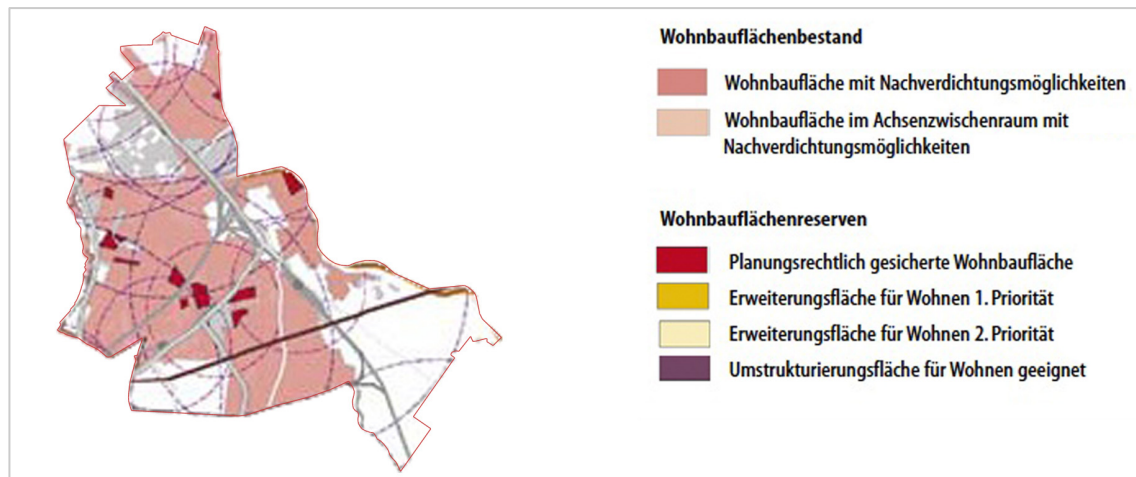 Wohnbauflächenbestand
Wohnbaufläche mit Nachverdichtungsmöglichkeiten
Wohnbaufläche im Achsenzwischenraum mit
Nachverdichtungsmöglichkeiten
Wohnbauflächenreserven
Planungsrechtlich gesicherte Wohnbaufläche
Erweiterungsfläche für Wohnen 1. Priorität
Erweiterungsfläche für Wohnen 2. Priorität
Umstrukturierungsfläche für Wohnen geeignet